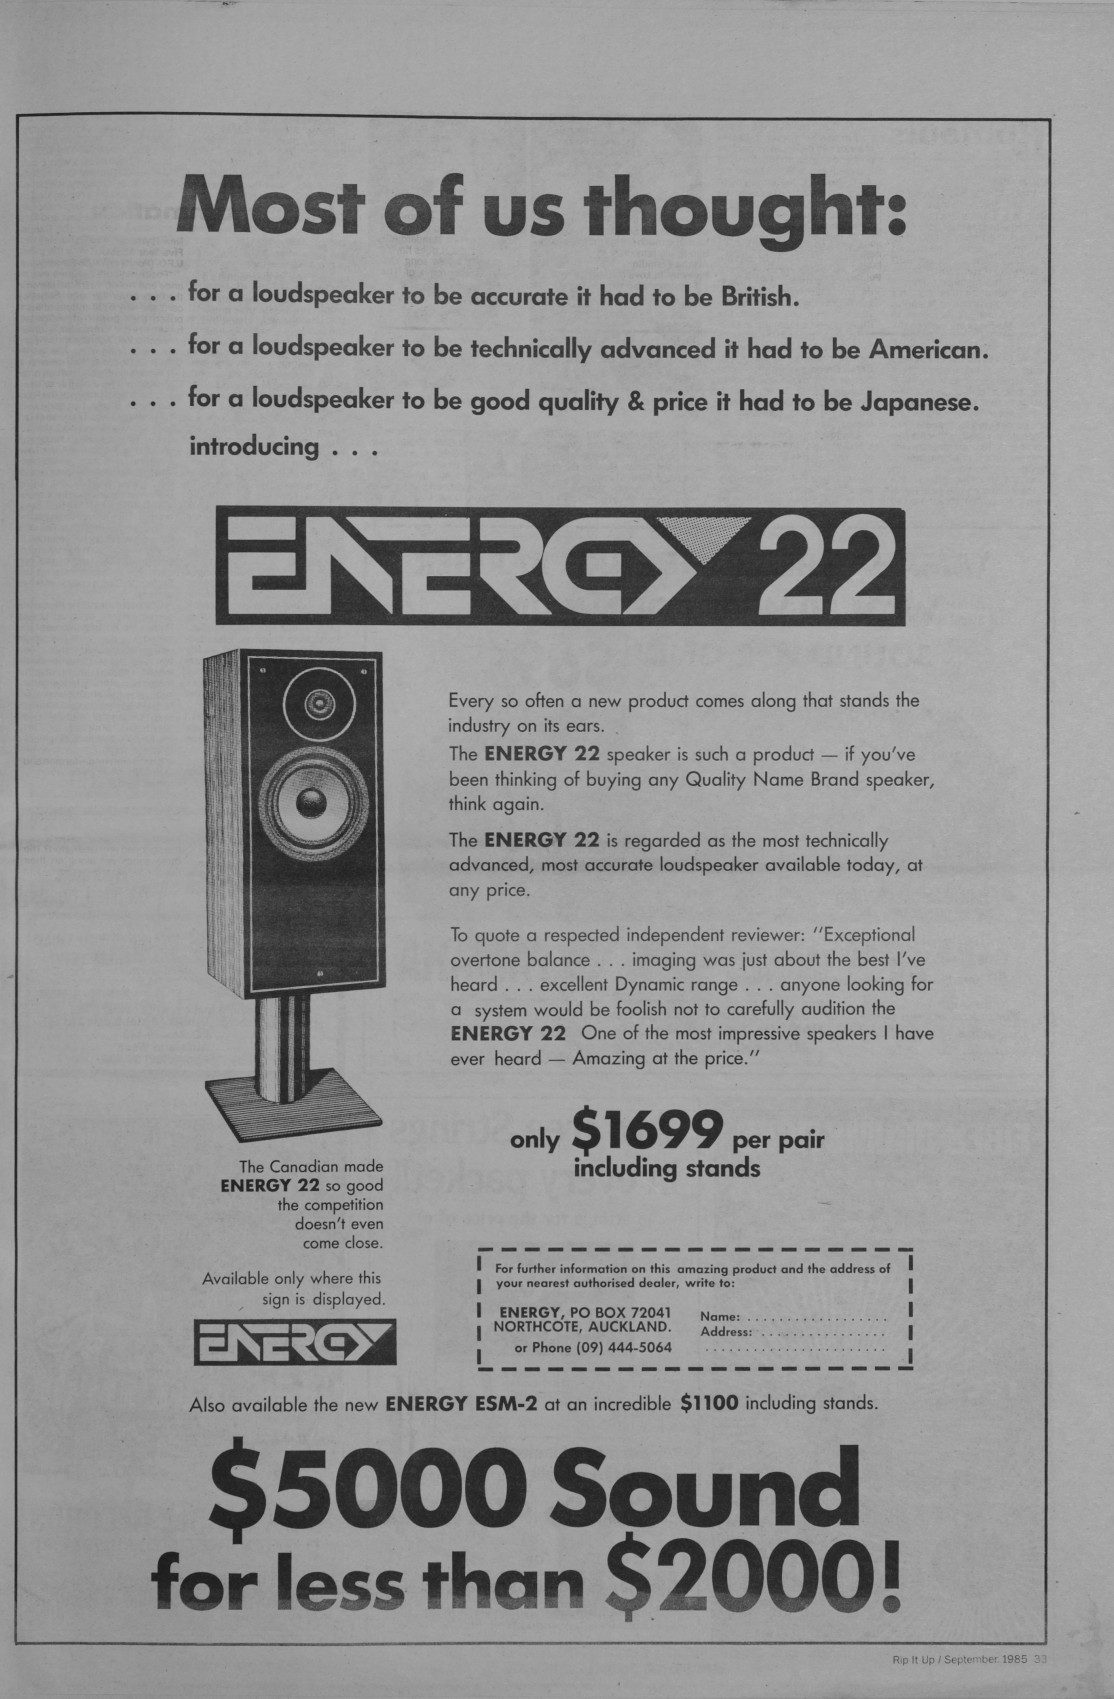 Most of us thought:
. . . for a loudspeaker to be accurate it had to be British.
. . . for a loudspeaker to be technically advanced it had to be American.
. . . for a loudspeaker to be good quality & price it had to be Japanese.
introducing . . .
ENERGY 22
Every so often a new product comes along that stands the
industry on its ears.
The ENERGY 22 speaker is such a product — if you've
been thinking of buying any Quality Name Brand speaker,
think again.
The ENERGY 22 is regarded as the most technically
advanced, most accurate loudspeaker available today, at
any price.
To quote a respected independent reviewer: "Exceptional
overtone balance . . . imaging was just about the best I've
heard . . . excellent Dynamic range . . . anyone looking for
a system would be foolish not to carefully audition the
ENERGY 22 One of the most impressive speakers I have
ever heard — Amazing at the price."
only $1699 per pair
including stands
The Canadian made
ENERGY 22 so good
the competition
doesn't even
come close.
Available only where this
sign is displayed.
ENERGY
For further information on this amazing product and the address of
your nearest authorised dealer, write to:
ENERGY, PO BOX 72041
NORTHCOTE, AUCKLAND.
or Phone (09) 444-5064
Name: . . . . . . . . . . . . . . . . . .
Address: . . . . . . . . . . . . . . . .
. . . . . . . . . . . . . . . . . . . . . . .
Also available the new ENERGY ESM-2 at an incredible $1100 including stands.
$5000 Sound
for less than $2000!
Rip It Up / September 1985 33